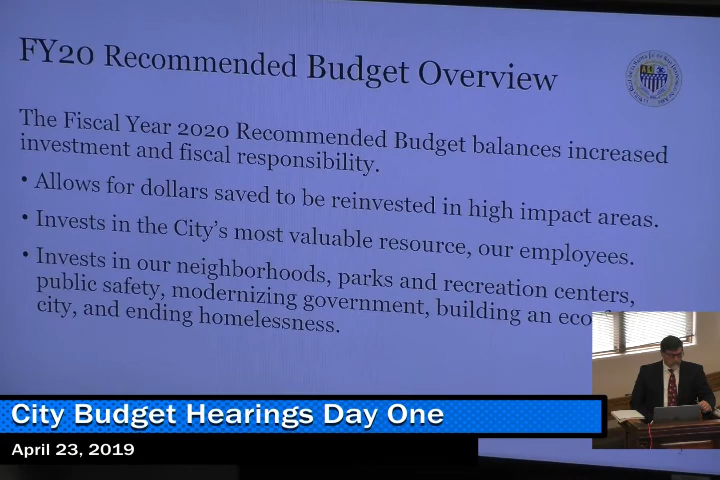 FY20 Recommended Budget Overview
The Fiscal Year 2020 Recommended Budget balances increased
investment and fiscal responsibility.
• Allows for dollars saved to be reinvested in high impact areas.
• Invests in the City's most valuable resource, our employees.
• Invests in our neighborhoods, parks and recreation centers,
public safety, modernizing government, building an
city, and ending homelessness.
City Budget Hearings Day One
April 23, 2019